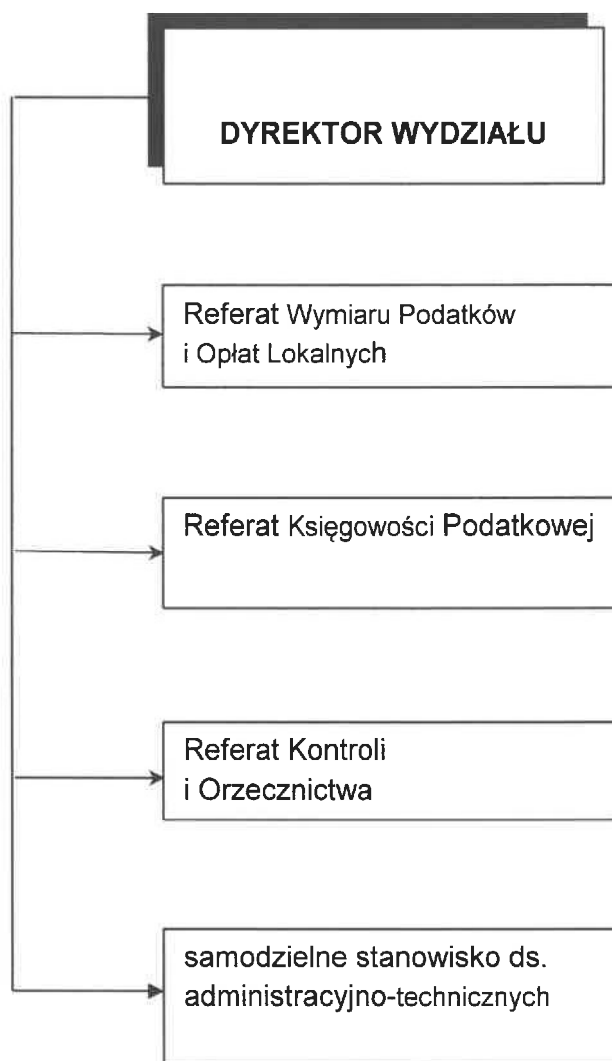 DYREKTOR WYDZIAŁU
Referat Wymiaru Podatków
i Opłat Lokalnych
Referat Księgowości Podatkowej
Referat Kontroli
i Orzecznictwa
samodzielne stanowisko ds.
administracyjno-technicznych